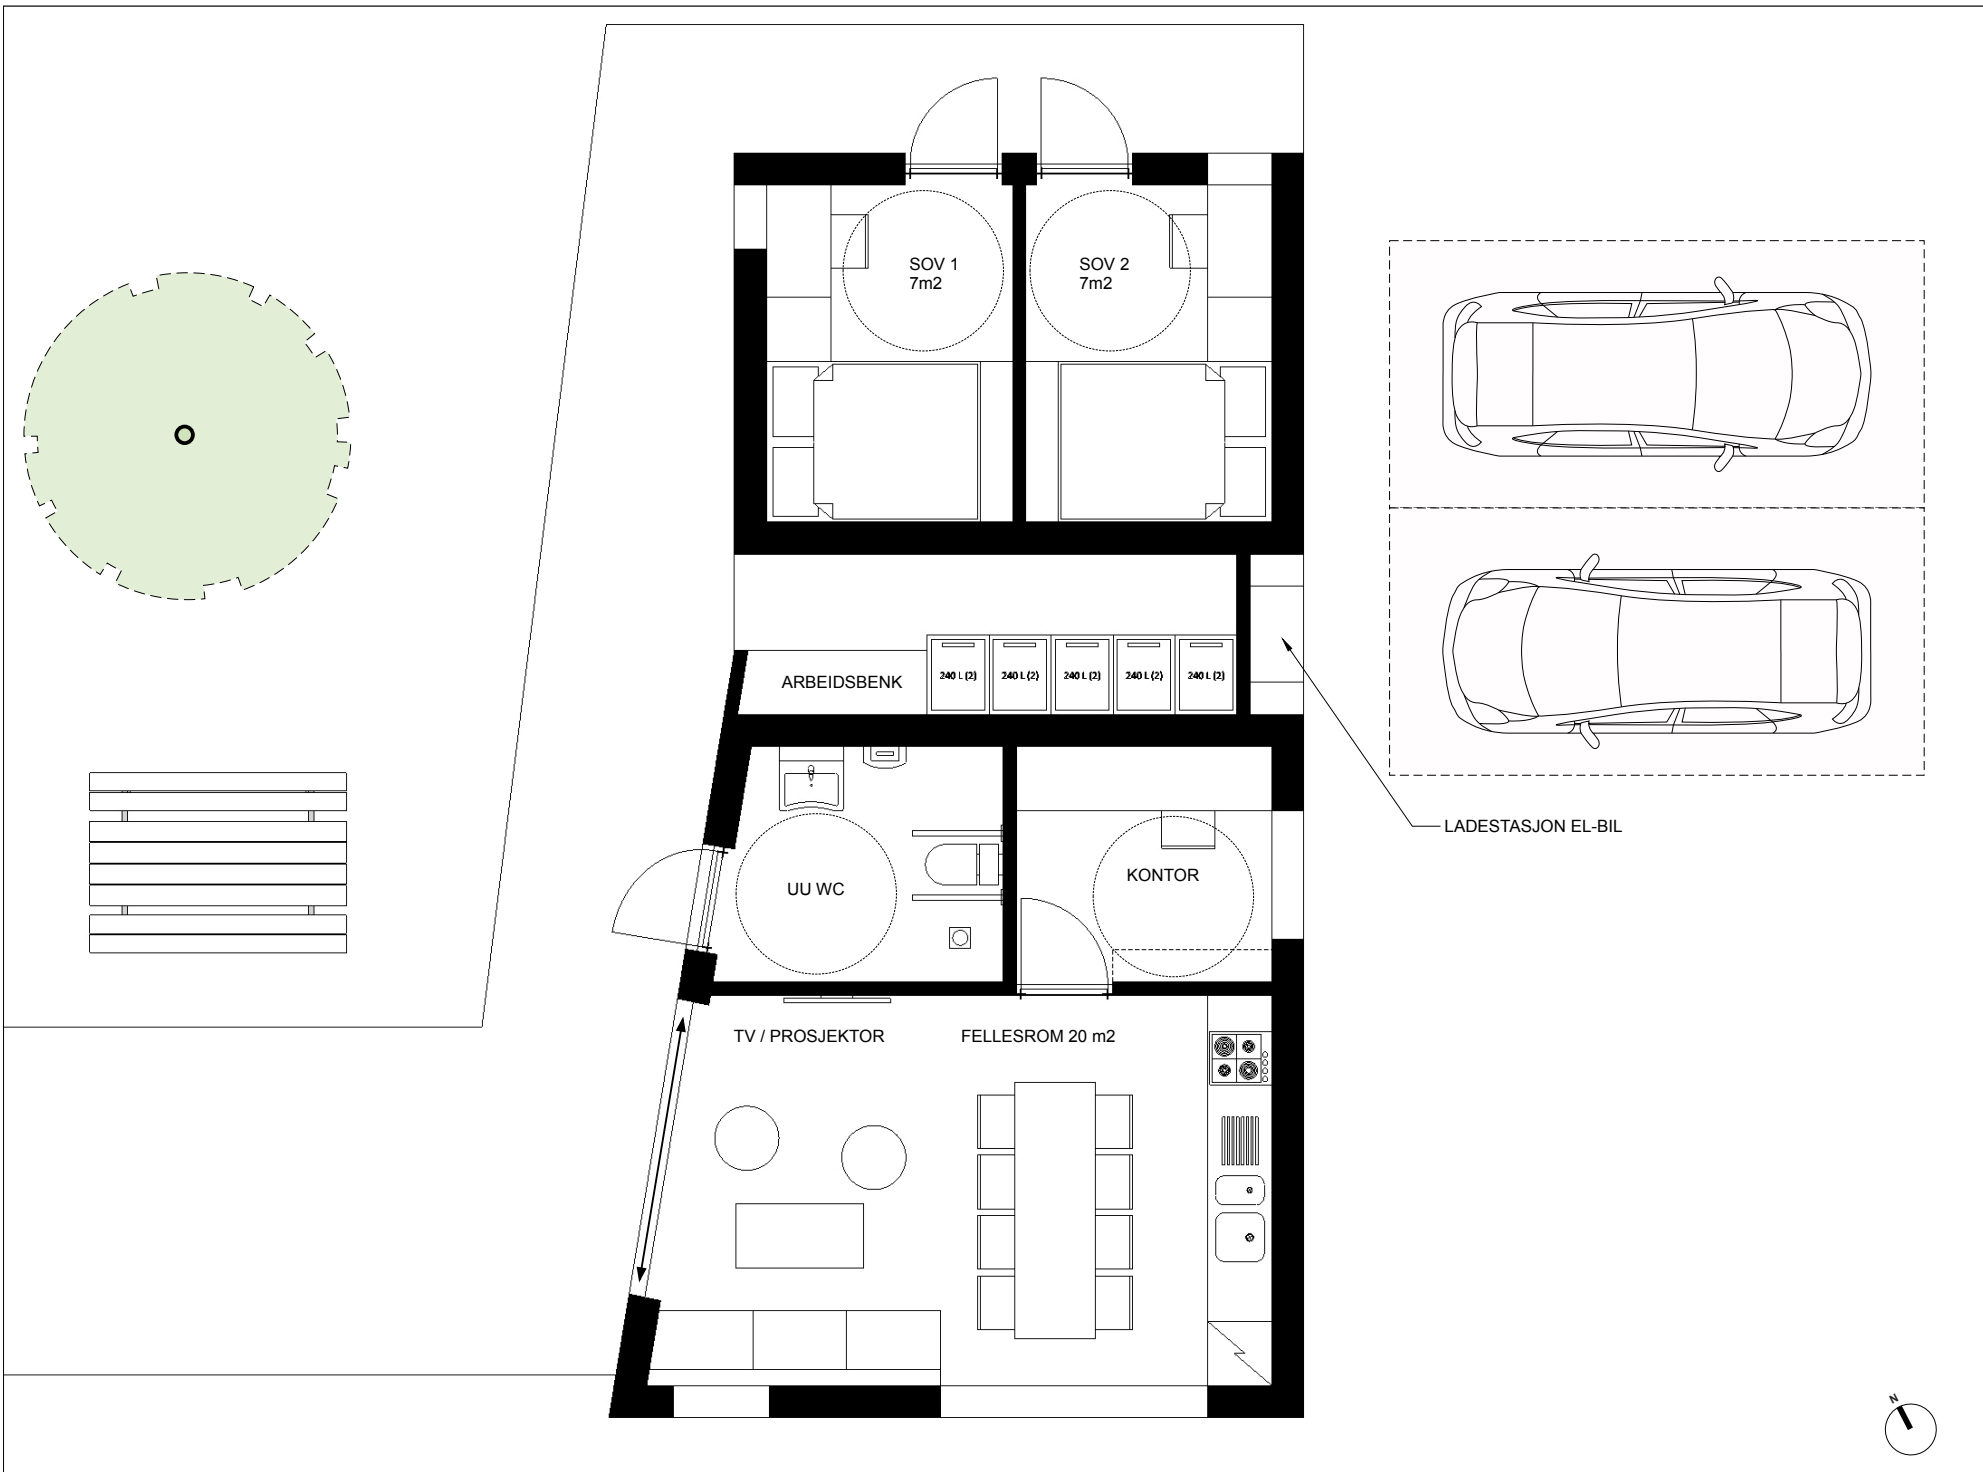 SOV 1
7m2
SOV 2
7m2
ARBEIDSBENK
240 L (2)
240 L (2)
240 L (2)
240 L (2)
240 L (2)
LADESTASJON EL-BIL
UU WC
KONTOR
TV / PROSJEKTOR
FELLESROM 20 m2
N